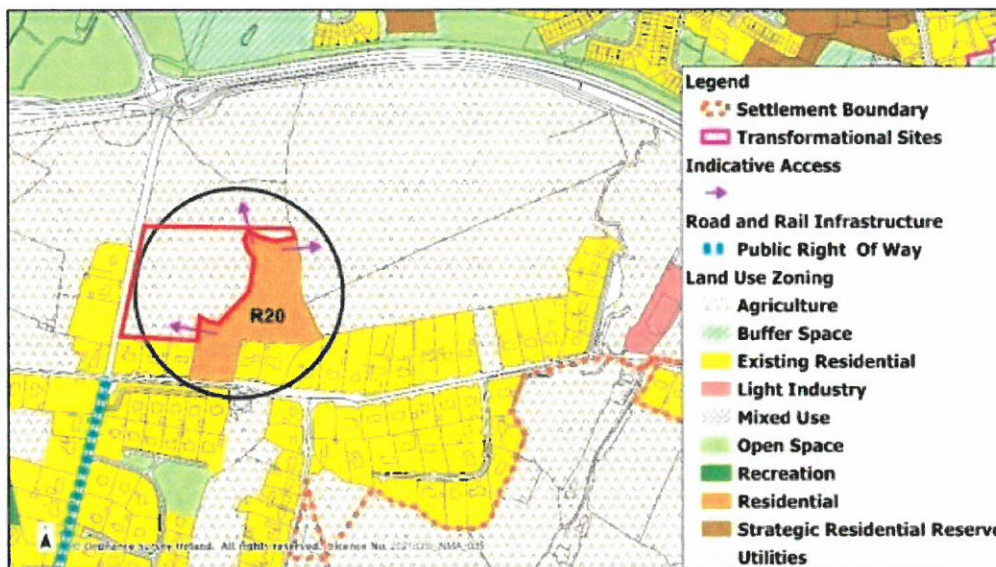 Legend
Settlement Boundary
Transformational Sites
Indicative Access
Road and Rail Infrastructure
Public Right Of Way
Land Use Zoning
Agriculture
Buffer Space
Existing Residential
Light Industry
Mixed Use
Open Space
Recreation
Residential
Strategic Residential Reserve
Utilities
R20
Ordnance Survey Ireland. All rights reserved. License No.